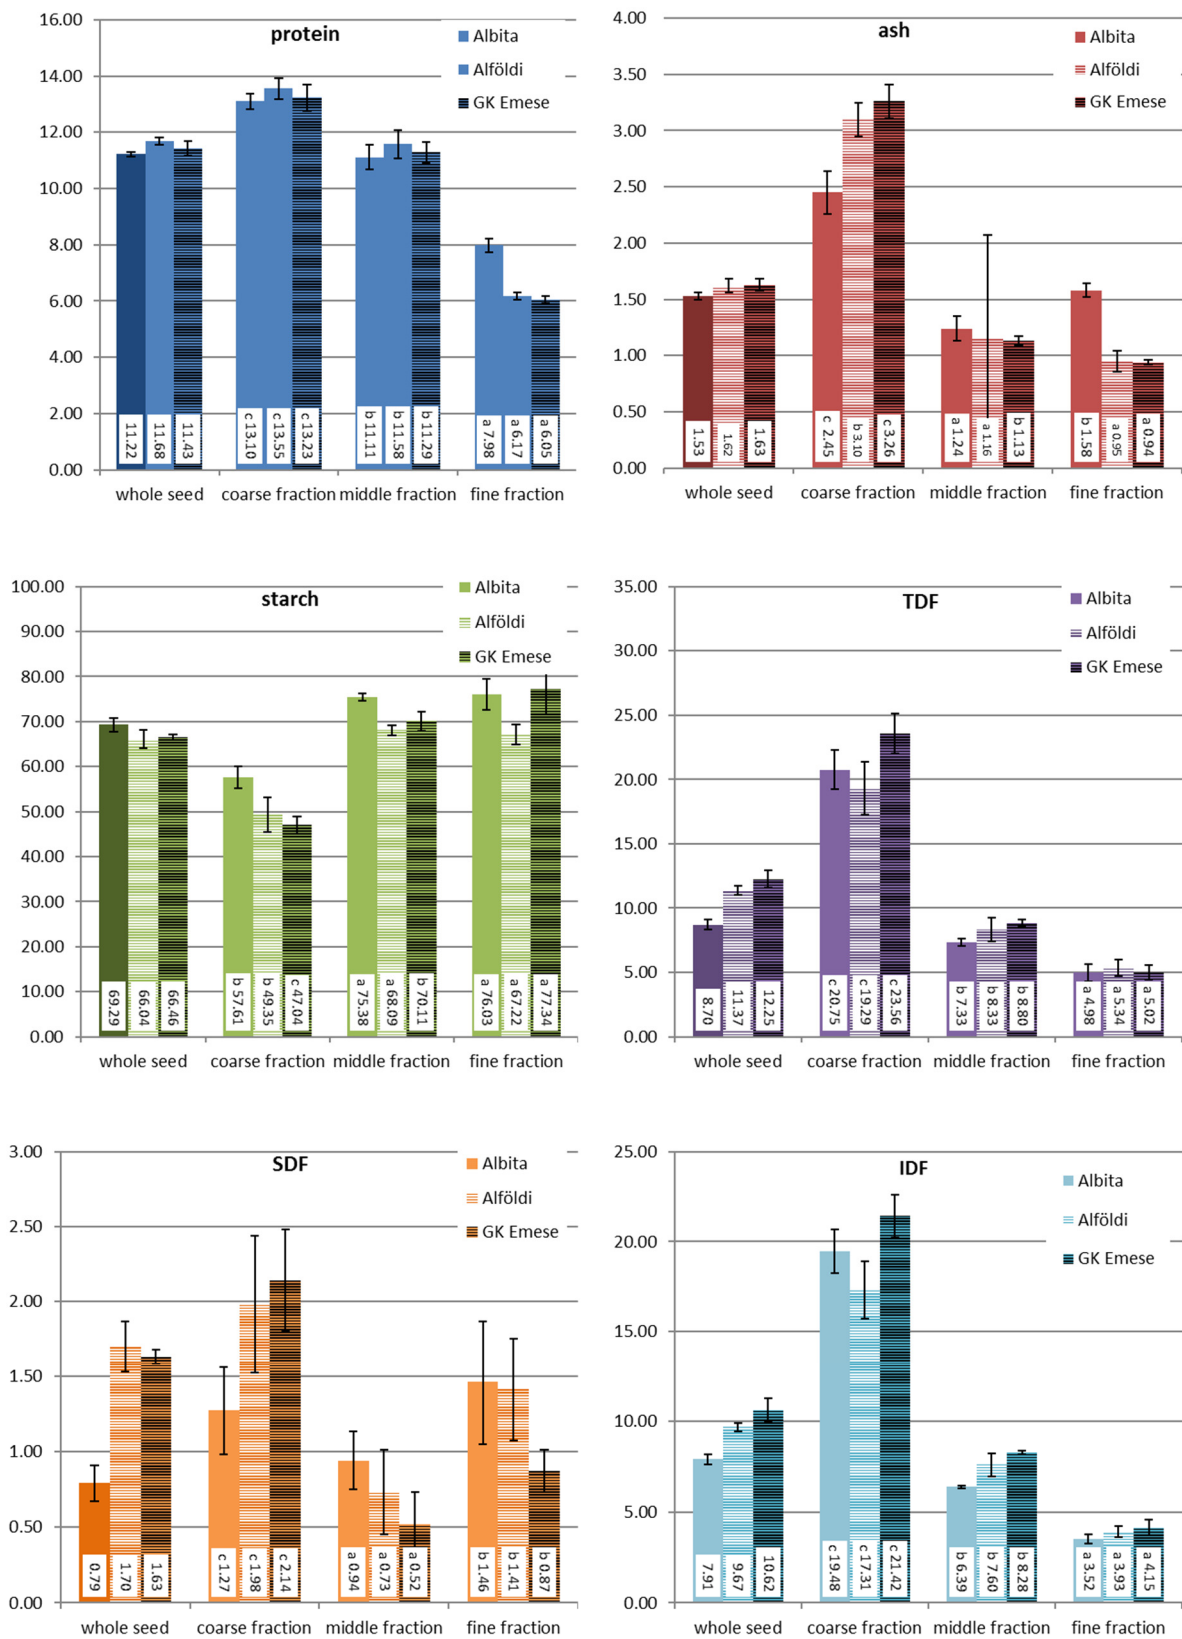 protein
Albita
Alföldi
GK Emese
16.00
14.00
12.00
10.00
8.00
6.00
4.00
2.00
0.00
11.22
11.68
11.43
c 13.10
c 13.55
c 13.23
b 11.11
b 11.58
b 11.29
a 7.98
a 6.17
a 6.05
whole seed
coarse fraction
middle fraction
fine fraction
ash
Albita
Alföldi
GK Emese
4.00
3.50
3.00
2.50
2.00
1.50
1.00
0.50
0.00
1.53
1.62
1.63
c 2.45
b 3.10
c 3.26
a 1.24
a 1.16
b 1.13
b 1.58
a 0.95
a 0.94
whole seed
coarse fraction
middle fraction
fine fraction
starch
Albita
Alföldi
GK Emese
100.00
90.00
80.00
70.00
60.00
50.00
40.00
30.00
20.00
10.00
0.00
69.29
66.04
66.46
b 57.61
b 49.35
c 47.04
a 75.38
a 68.09
b 70.11
a 76.03
a 67.22
a 77.34
whole seed
coarse fraction
middle fraction
fine fraction
TDF
Albita
Alföldi
GK Emese
35.00
30.00
25.00
20.00
15.00
10.00
5.00
0.00
8.70
11.37
12.25
c 20.75
c 19.29
c 23.56
b 7.33
b 8.33
b 8.80
a 4.98
a 5.34
a 5.02
whole seed
coarse fraction
middle fraction
fine fraction
SDF
Albita
Alföldi
GK Emese
3.00
2.50
2.00
1.50
1.00
0.50
0.00
0.79
1.70
1.63
c 1.27
c 1.98
c 2.14
a 0.94
a 0.73
a 0.52
b 1.46
b 1.41
b 0.87
whole seed
coarse fraction
middle fraction
fine fraction
IDF
Albita
Alföldi
GK Emese
25.00
20.00
15.00
10.00
5.00
0.00
7.91
9.67
10.62
c 19.48
c 17.31
c 21.42
b 6.39
b 7.60
b 8.28
a 3.52
a 3.93
a 4.15
whole seed
coarse fraction
middle fraction
fine fraction